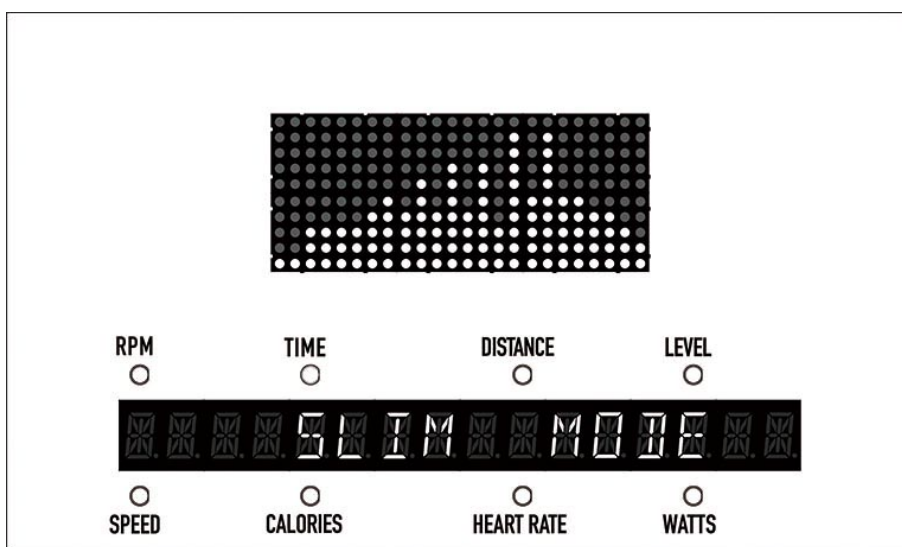 RPM TIME DISTANCE LEVEL
SLIM MODE
SPEED CALORIES HEART RATE WATTS